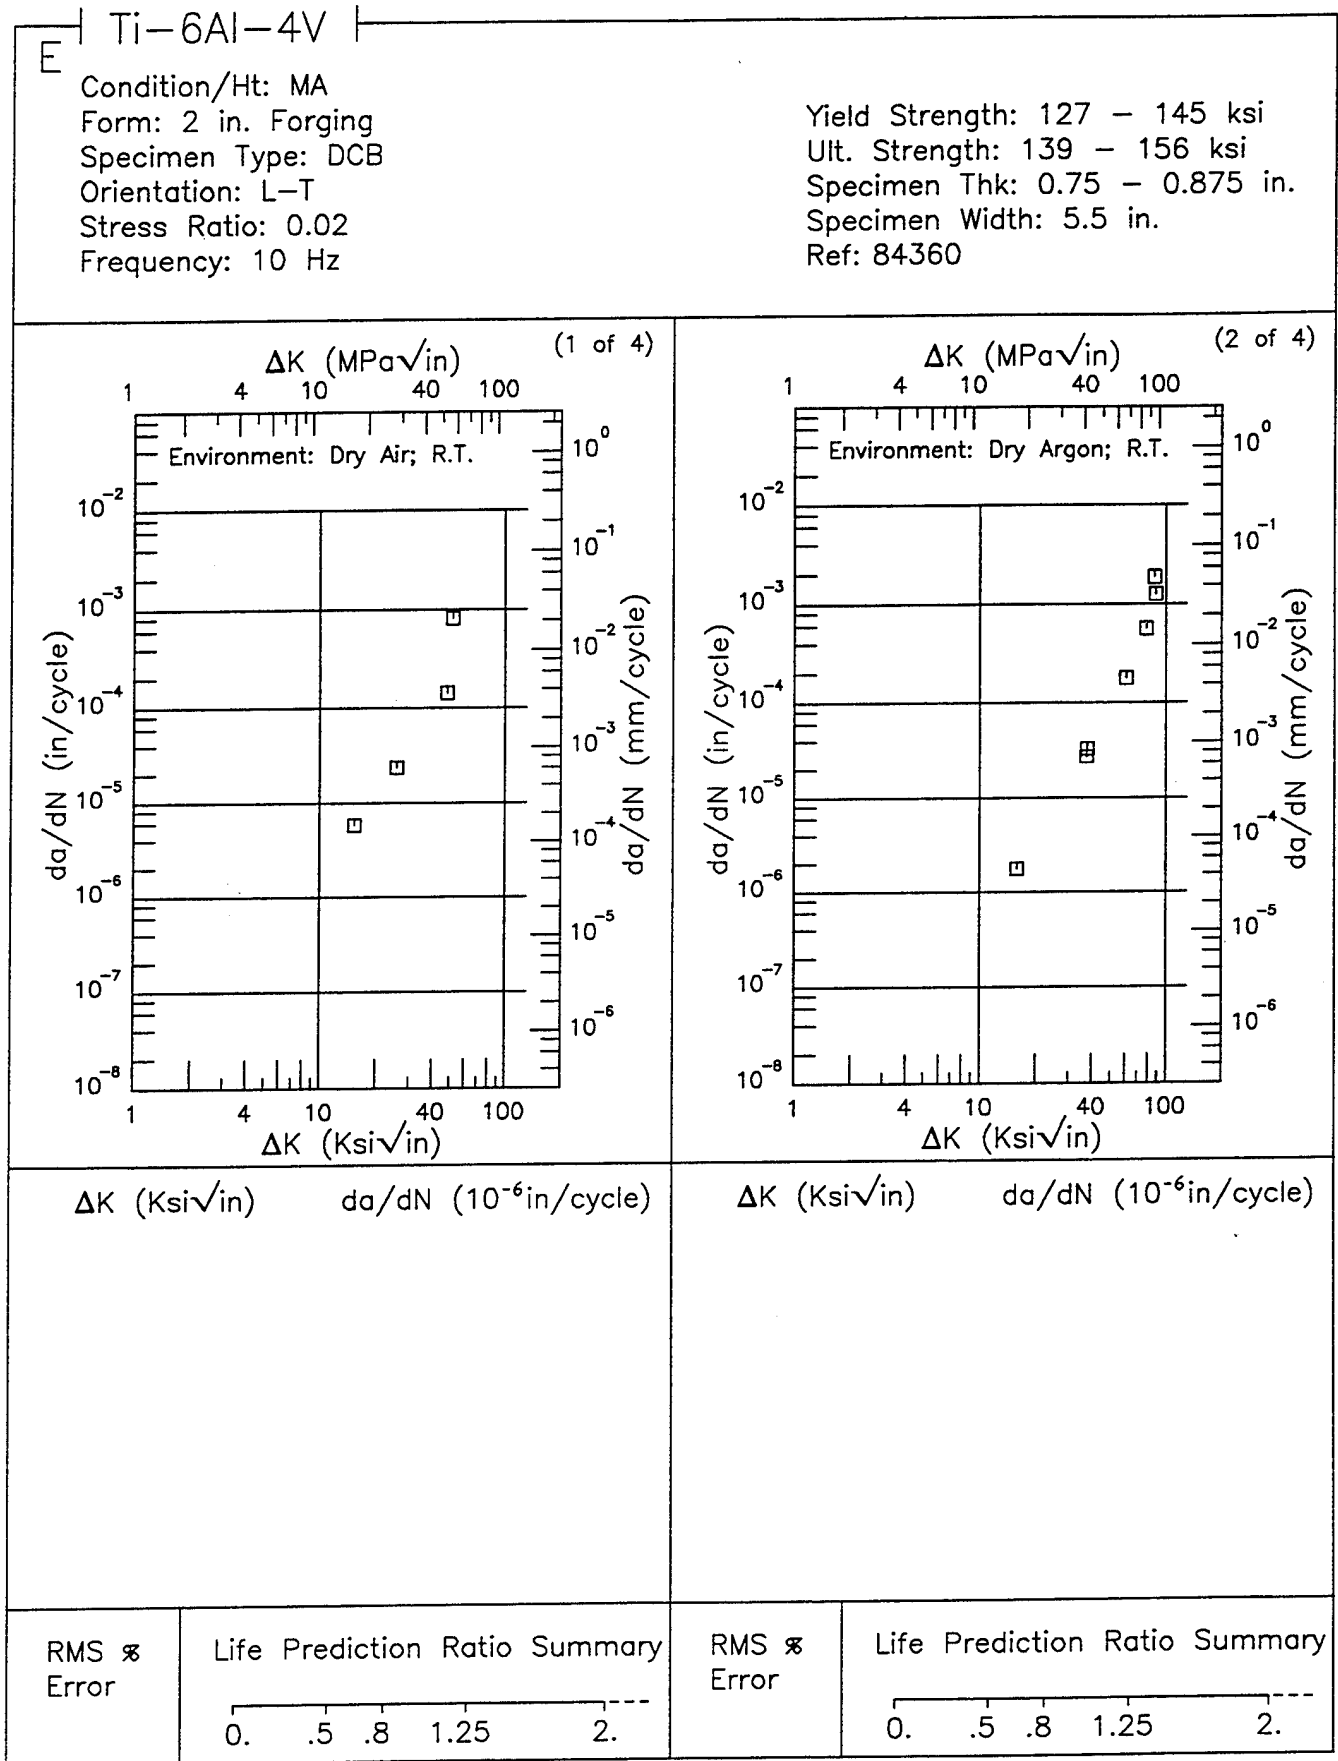 Ti-6Al-4V
E
Condition/Ht: MA
Form: 2 in. Forging
Specimen Type: DCB
Orientation: L-T
Stress Ratio: 0.02
Frequency: 10 Hz
Yield Strength: 127 - 145 ksi
Ult. Strength: 139 - 156 ksi
Specimen Thk: 0.75 - 0.875 in.
Specimen Width: 5.5 in.
Ref: 84360
(1 of 4)
ΔK (MPa√in)
1 4 10 40 100
Environment: Dry Air; R.T.
da/dN (in/cycle)
10⁻²
10⁻³
10⁻⁴
10⁻⁵
10⁻⁶
10⁻⁷
10⁻⁸
10⁰
10⁻¹
10⁻²
10⁻³
10⁻⁴
10⁻⁵
10⁻⁶
da/dN (mm/cycle)
1 4 10 40 100
ΔK (Ksi√in)
(2 of 4)
ΔK (MPa√in)
1 4 10 40 100
Environment: Dry Argon; R.T.
da/dN (in/cycle)
10⁻²
10⁻³
10⁻⁴
10⁻⁵
10⁻⁶
10⁻⁷
10⁻⁸
10⁰
10⁻¹
10⁻²
10⁻³
10⁻⁴
10⁻⁵
10⁻⁶
da/dN (mm/cycle)
1 4 10 40 100
ΔK (Ksi√in)
ΔK (Ksi√in) da/dN (10⁻⁶in/cycle)
ΔK (Ksi√in) da/dN (10⁻⁶in/cycle)
RMS %
Error
Life Prediction Ratio Summary
0. .5 .8 1.25 2.
RMS %
Error
Life Prediction Ratio Summary
0. .5 .8 1.25 2.